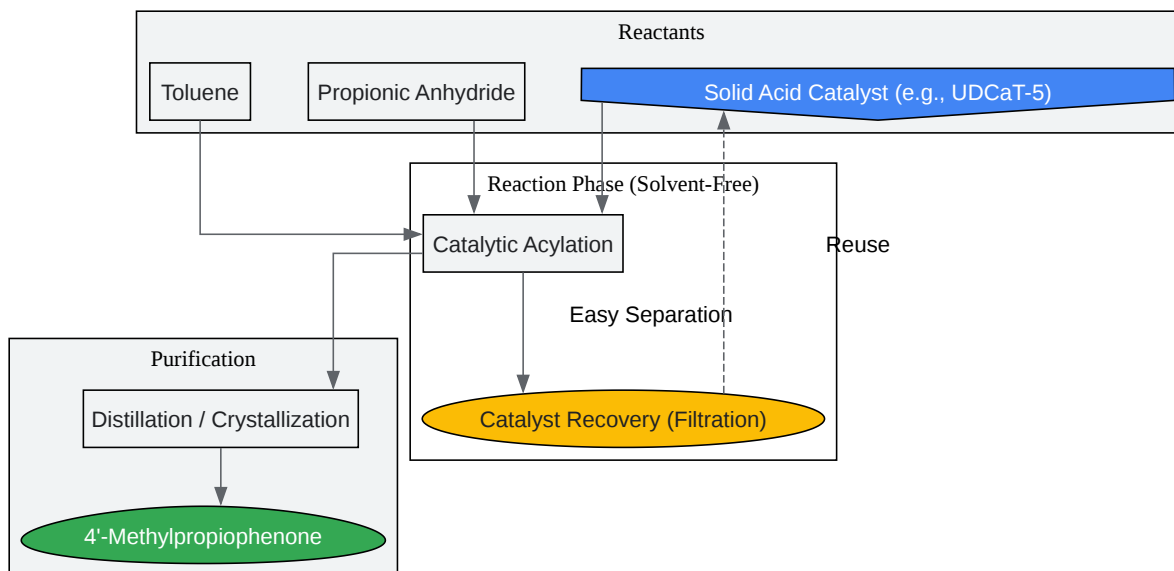 Reactants
Toluene
Propionic Anhydride
Solid Acid Catalyst (e.g., UDCaT-5)
Reaction Phase (Solvent-Free)
Catalytic Acylation
Reuse
Easy Separation
Purification
Distillation / Crystallization
Catalyst Recovery (Filtration)
4'-Methylpropiophenone